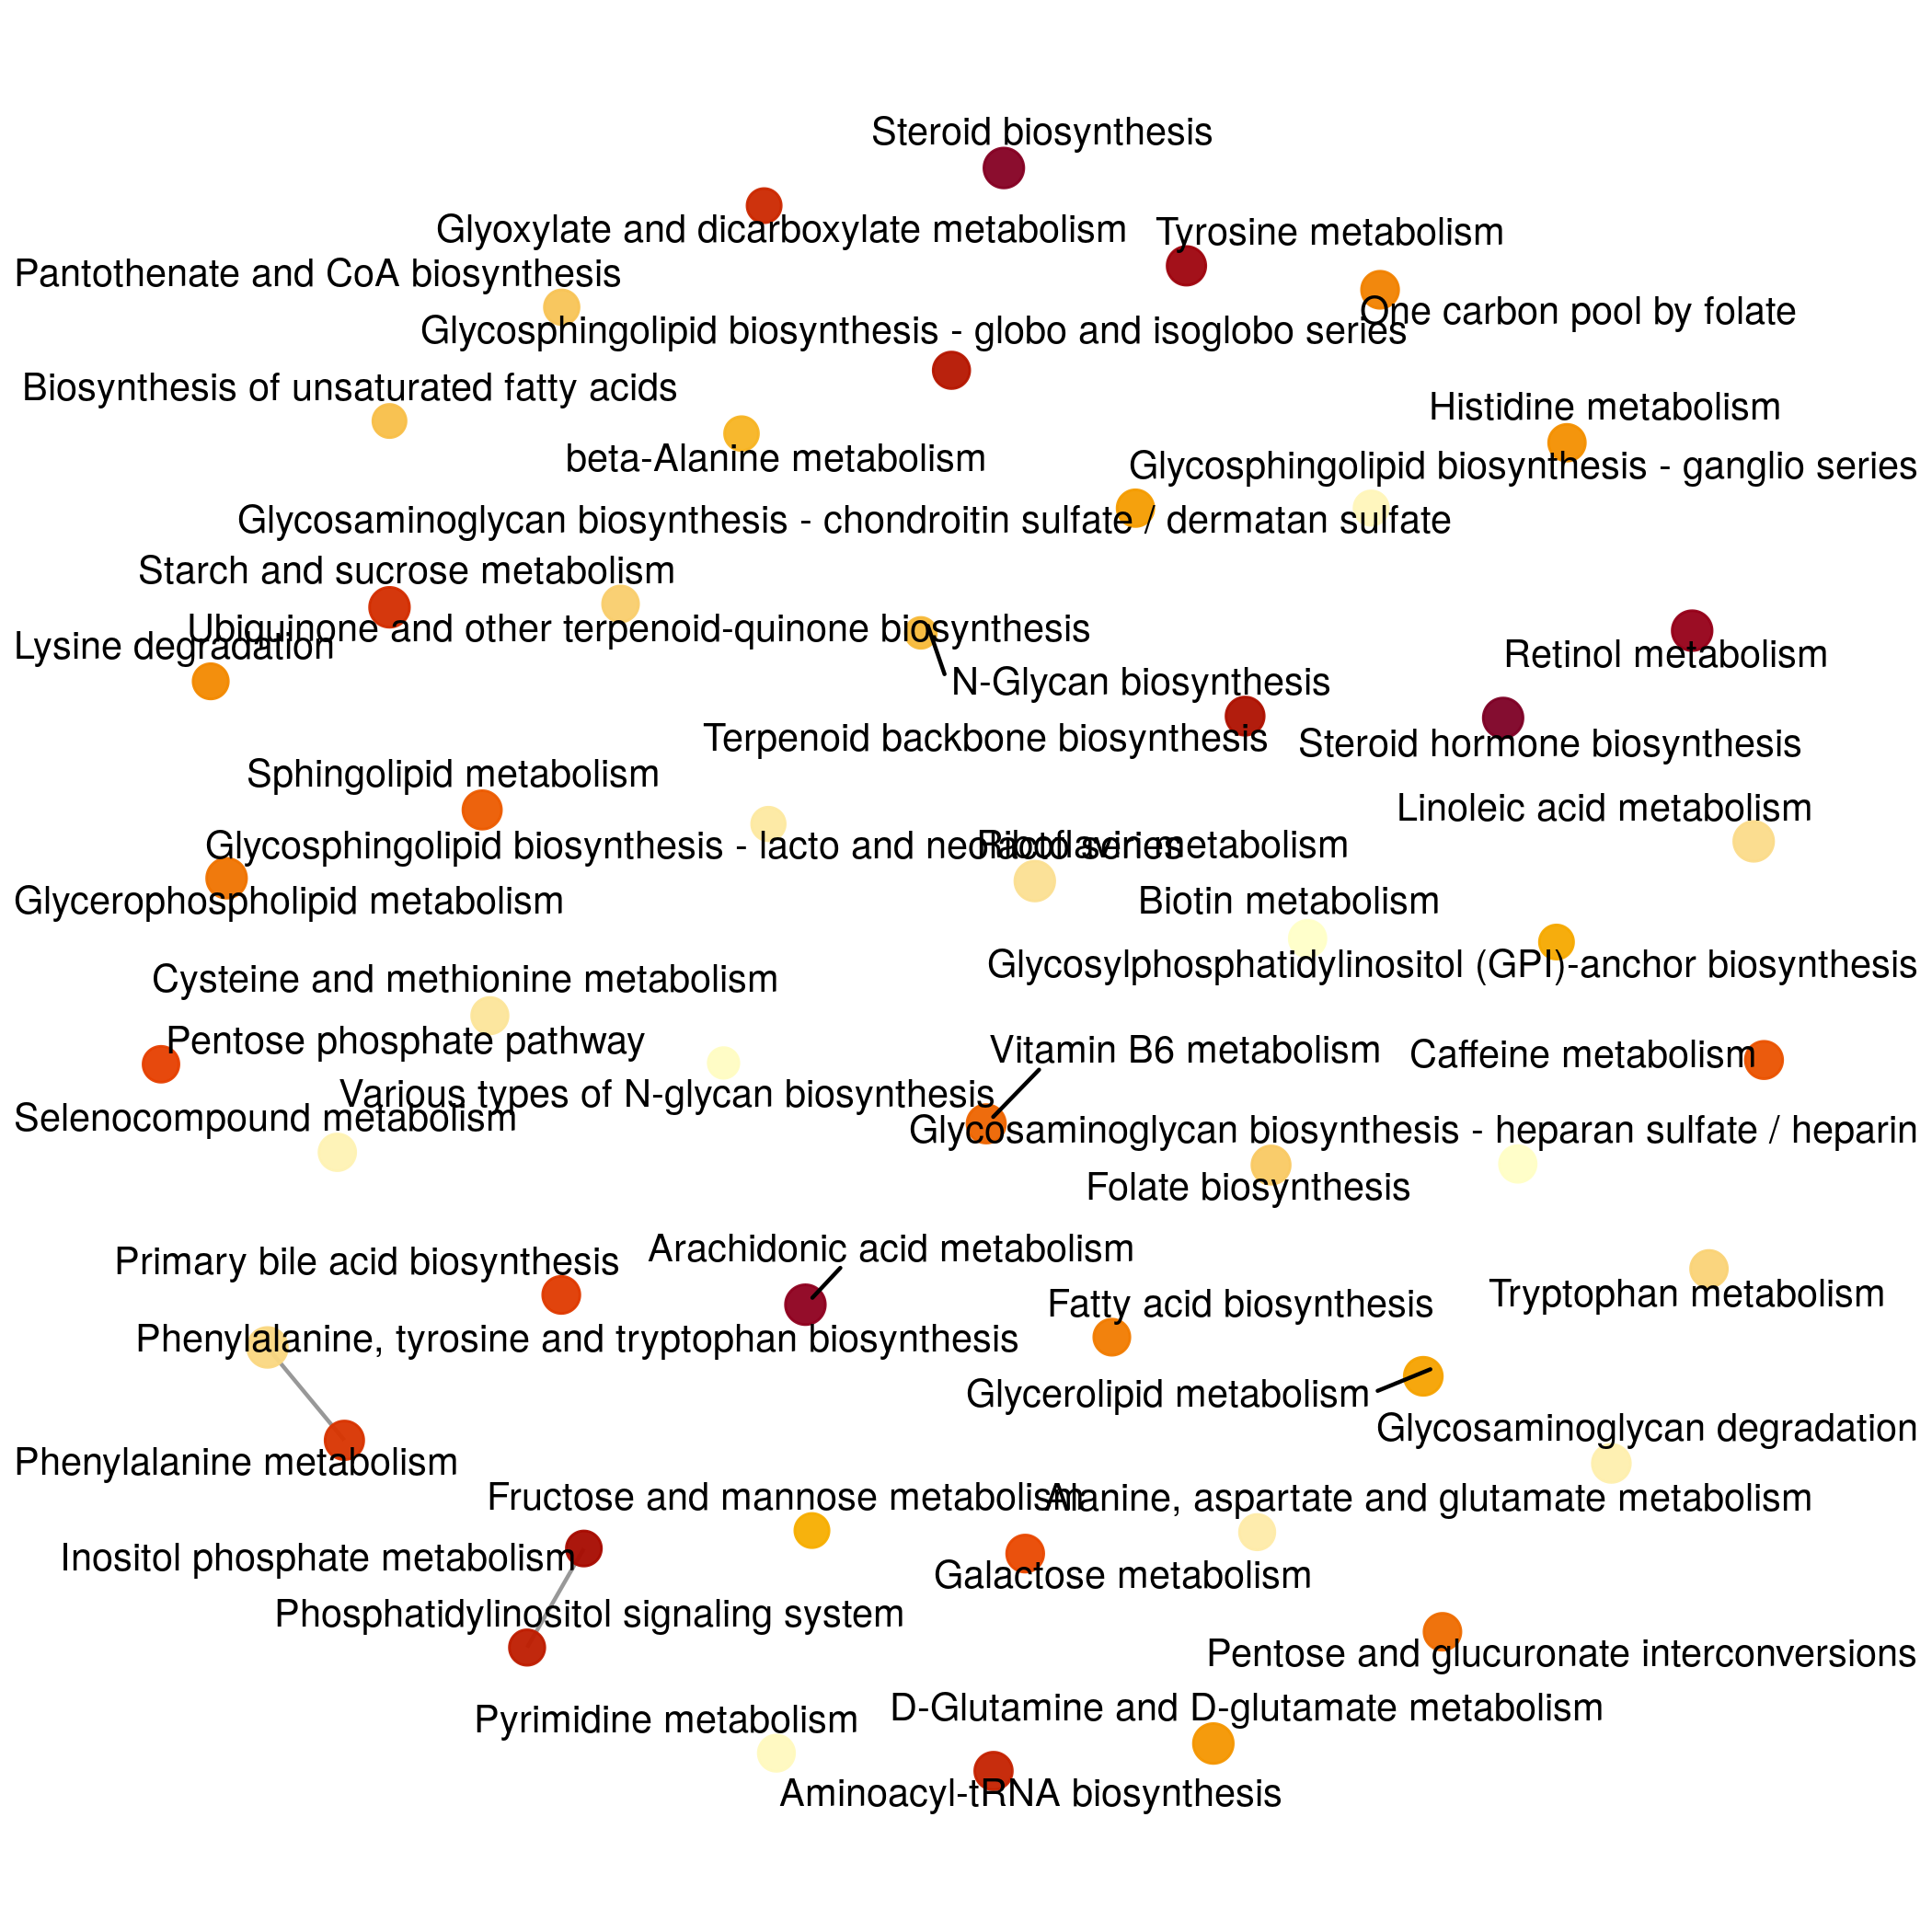 Steroid biosynthesis
Glyoxylate and dicarboxylate metabolism
Tyrosine metabolism
Pantothenate and CoA biosynthesis
One carbon pool by folate
Glycosphingolipid biosynthesis - globo and isoglobo series
Biosynthesis of unsaturated fatty acids
Histidine metabolism
beta-Alanine metabolism
Glycosphingolipid biosynthesis - ganglio series
Glycosaminoglycan biosynthesis - chondroitin sulfate / dermatan sulfate
Starch and sucrose metabolism
Ubiquinone and other terpenoid-quinone biosynthesis
Lysine degradation
Retinol metabolism
N-Glycan biosynthesis
Terpenoid backbone biosynthesis
Steroid hormone biosynthesis
Sphingolipid metabolism
Linoleic acid metabolism
Glycosphingolipid biosynthesis - lacto and neolacto series
Riboflavin metabolism
Glycerophospholipid metabolism
Biotin metabolism
Glycosylphosphatidylinositol (GPI)-anchor biosynthesis
Cysteine and methionine metabolism
Pentose phosphate pathway
Vitamin B6 metabolism
Caffeine metabolism
Various types of N-glycan biosynthesis
Selenocompound metabolism
Glycosaminoglycan biosynthesis - heparan sulfate / heparin
Folate biosynthesis
Arachidonic acid metabolism
Primary bile acid biosynthesis
Tryptophan metabolism
Fatty acid biosynthesis
Phenylalanine, tyrosine and tryptophan biosynthesis
Glycerolipid metabolism
Glycosaminoglycan degradation
Phenylalanine metabolism
Fructose and mannose metabolism
Alanine, aspartate and glutamate metabolism
Inositol phosphate metabolism
Galactose metabolism
Phosphatidylinositol signaling system
Pentose and glucuronate interconversions
D-Glutamine and D-glutamate metabolism
Pyrimidine metabolism
Aminoacyl-tRNA biosynthesis